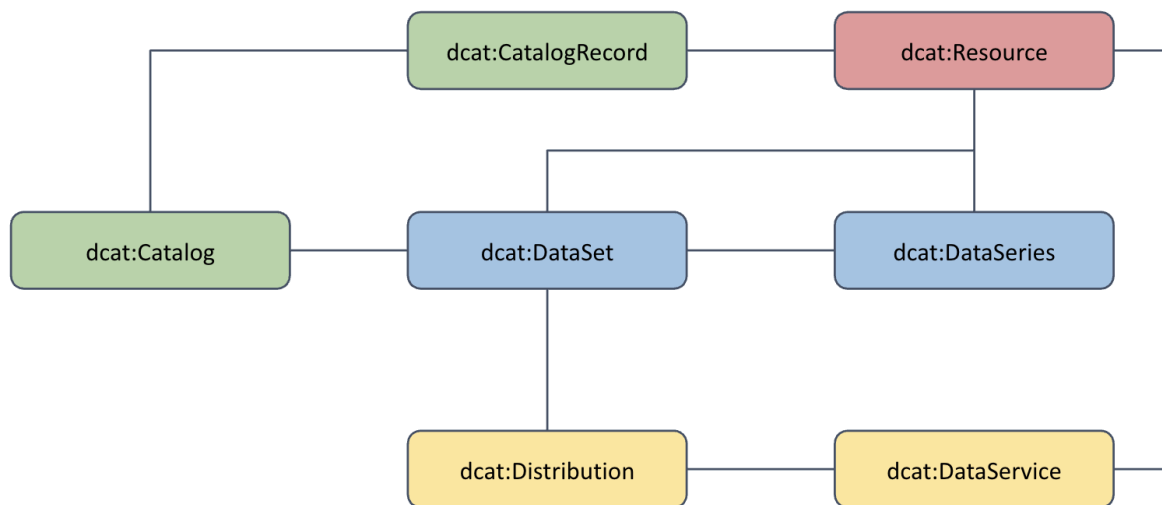 dcat:CatalogRecord
dcat:Resource
dcat:Catalog
dcat:DataSet
dcat:DataSeries
dcat:Distribution
dcat:DataService